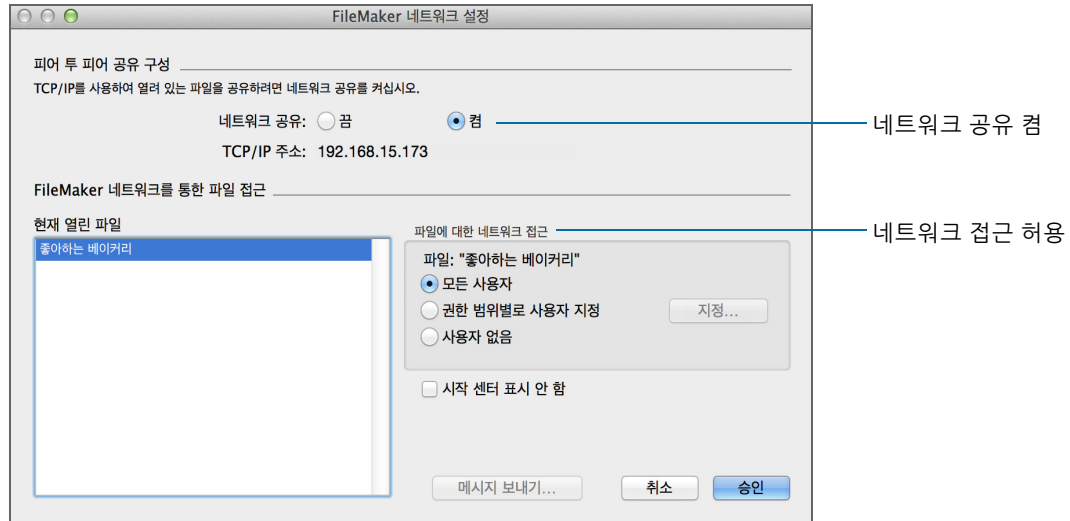 FileMaker 네트워크 설정
피어 투 피어 공유 구성
TCP/IP를 사용하여 열려 있는 파일을 공유하려면 네트워크 공유를 켜십시오.
네트워크 공유: 끔 켬
네트워크 공유 켬
TCP/IP 주소: 192.168.15.173
FileMaker 네트워크를 통한 파일 접근
현재 열린 파일
좋아하는 베이커리
파일에 대한 네트워크 접근
네트워크 접근 허용
파일: "좋아하는 베이커리"
모든 사용자
권한 범위별로 사용자 지정
지정...
사용자 없음
시작 센터 표시 안 함
메시지 보내기...
취소
승인